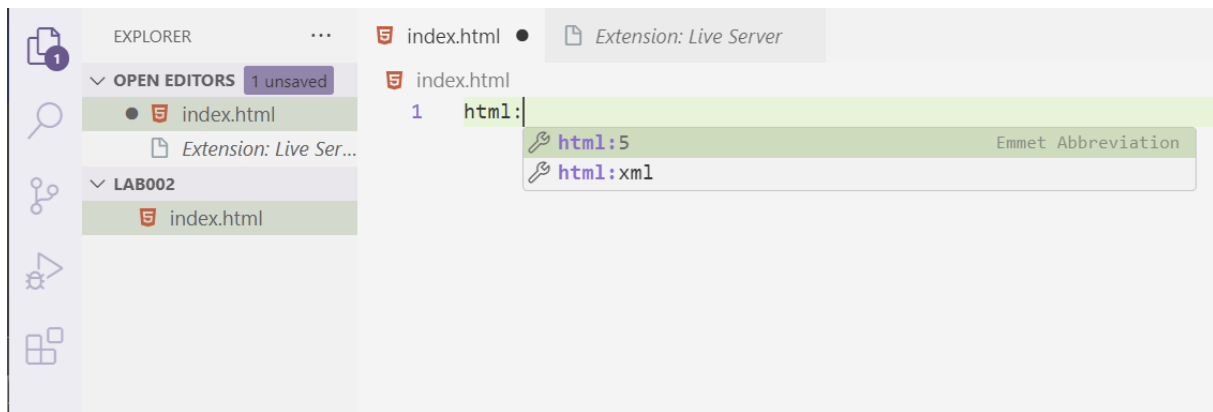 EXPLORER ···
index.html Extension: Live Server
OPEN EDITORS 1 unsaved
index.html
Extension: Live Ser...
LAB002
index.html
1
index.html
1 html:
html:5 Emmet Abbreviation
html:xml